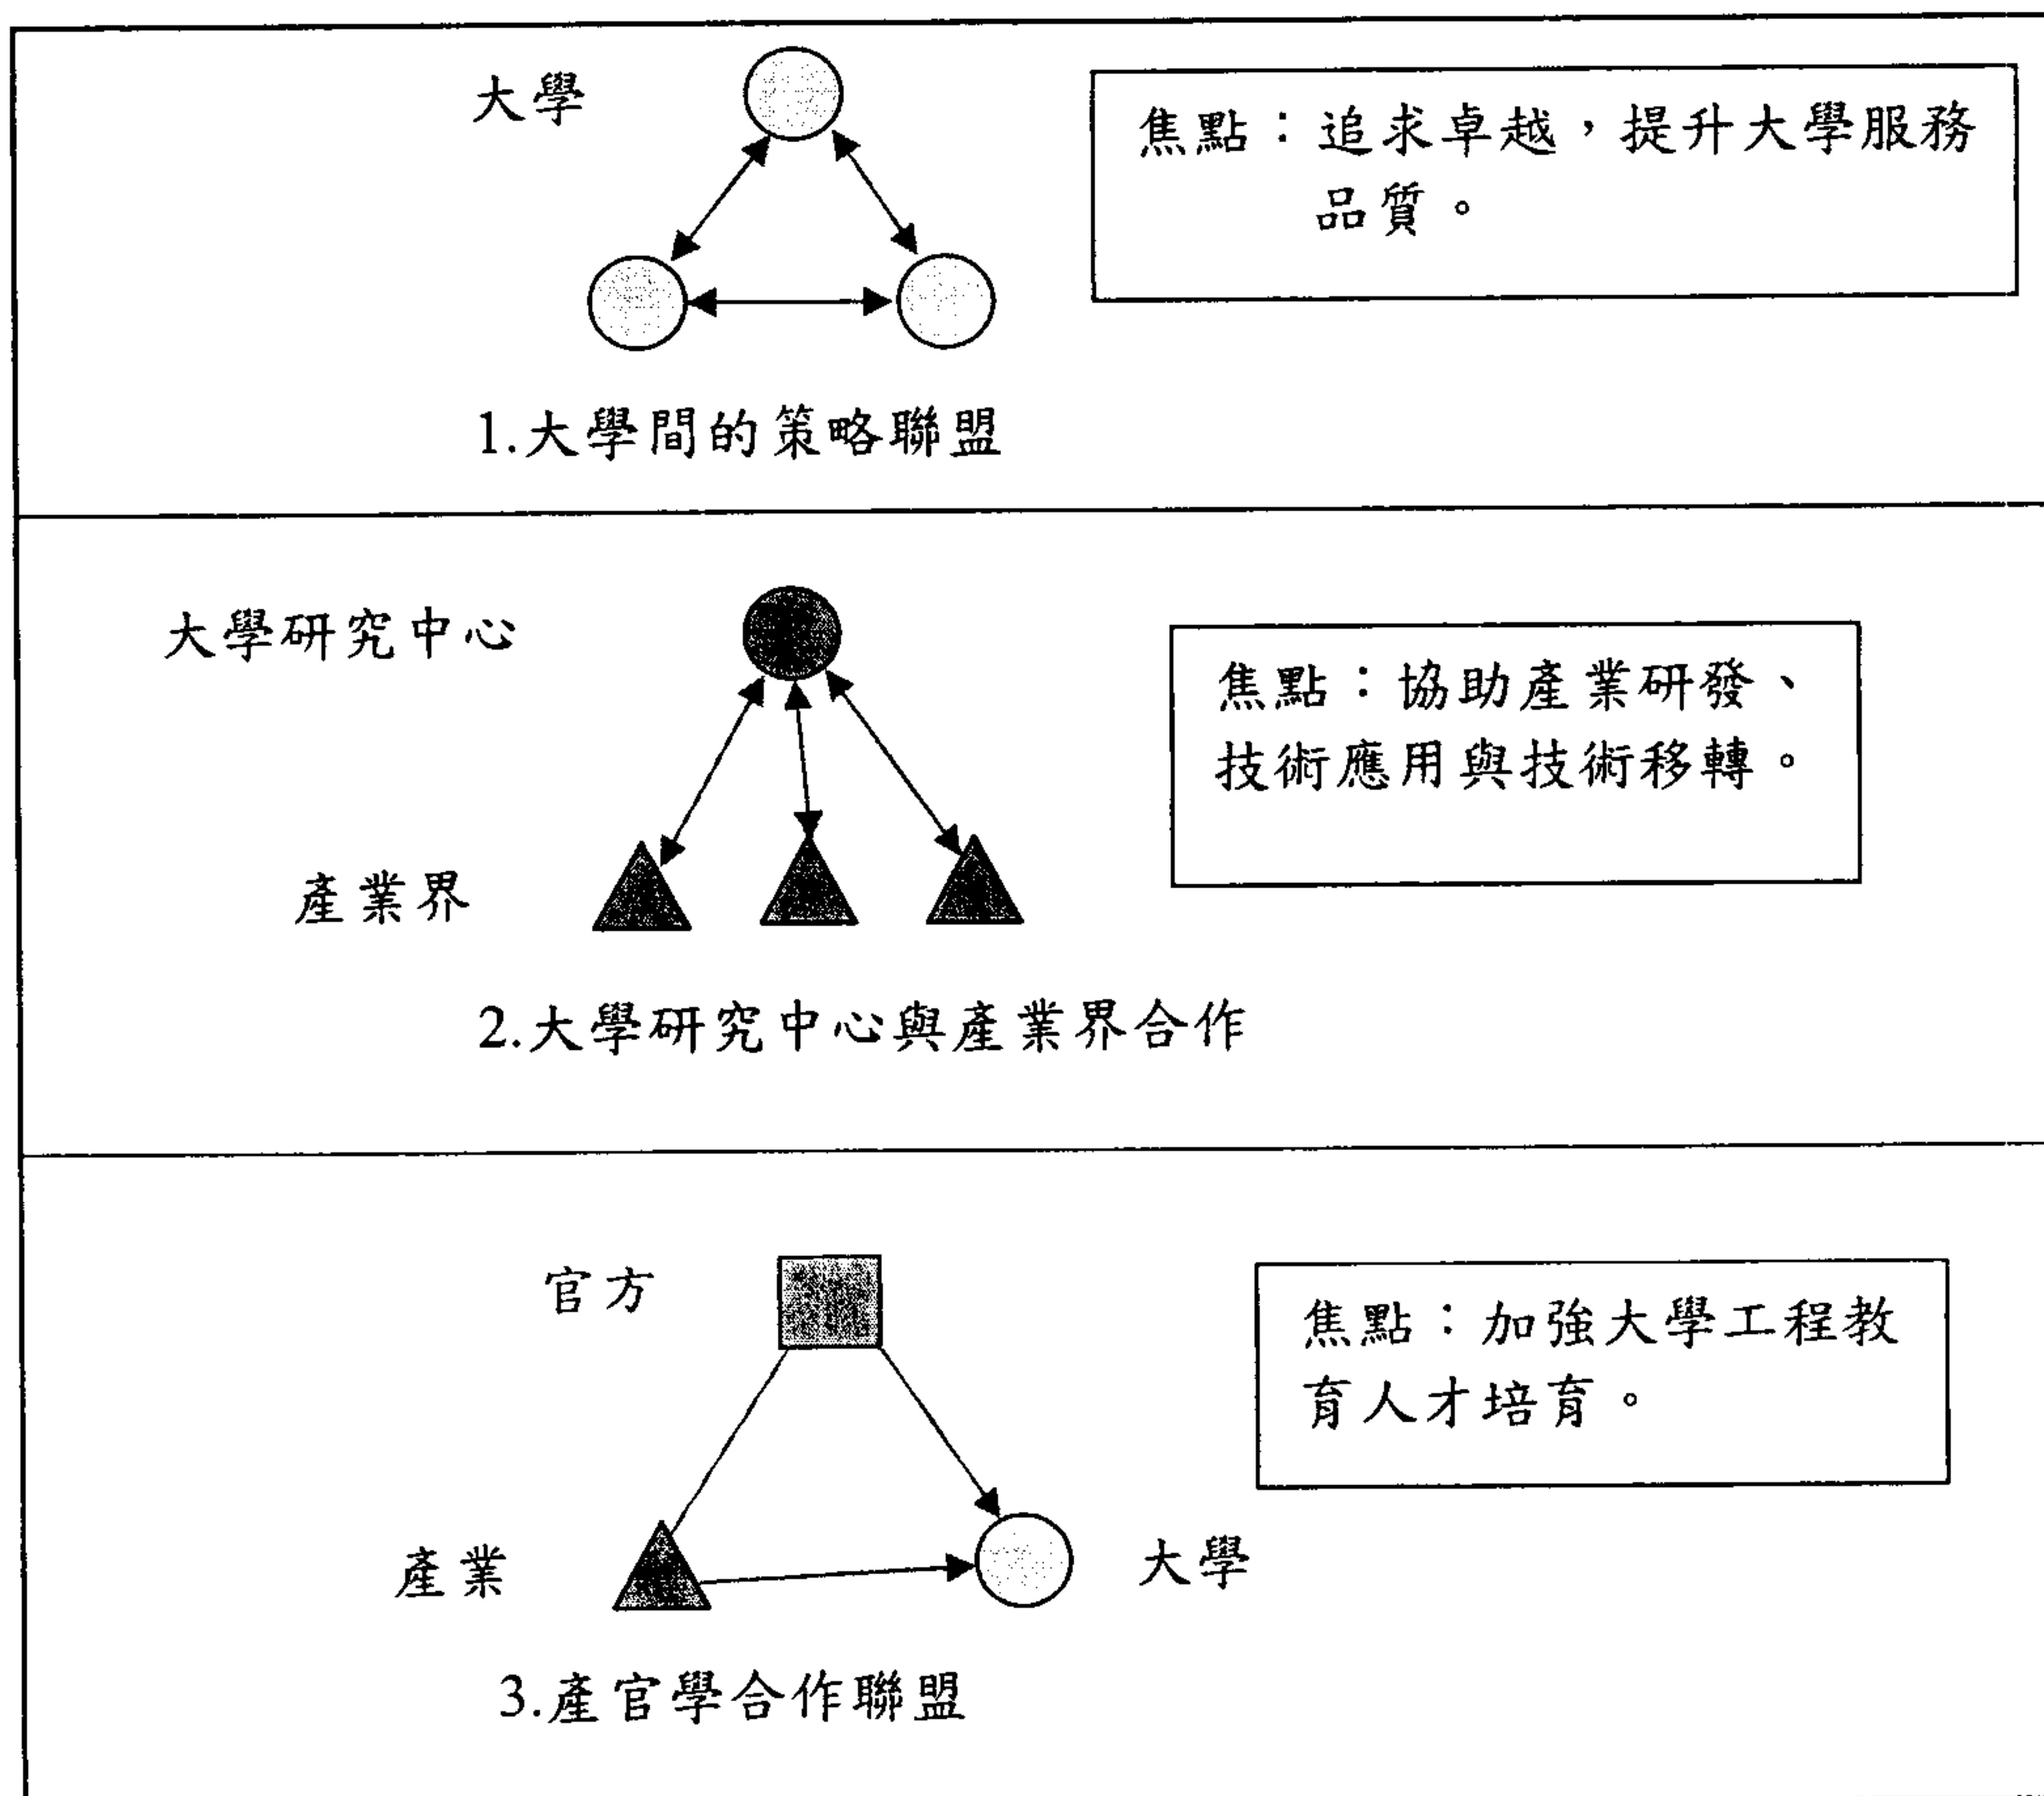 大學
焦點：追求卓越，提升大學服務
品質。
1.大學間的策略聯盟
大學研究中心
焦點：協助產業研發、
技術應用與技術移轉。
產業界
2.大學研究中心與產業界合作
官方
焦點：加強大學工程教
育人才培育。
產業
大學
3.產官學合作聯盟